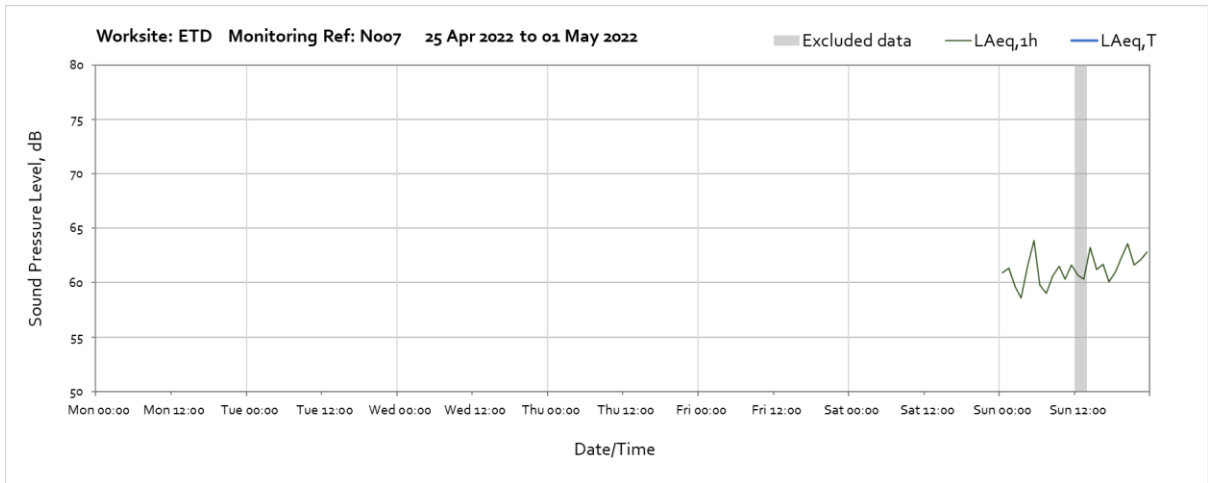 Worksite: ETD Monitoring Ref: N007 25 Apr 2022 to 01 May 2022
Excluded data LAeq,1h LAeq,T
80
75
70
65
60
55
50
Sound Pressure Level, dB
Mon 00:00 Mon 12:00 Tue 00:00 Tue 12:00 Wed 00:00 Wed 12:00 Thu 00:00 Thu 12:00 Fri 00:00 Fri 12:00 Sat 00:00 Sat 12:00 Sun 00:00 Sun 12:00
Date/Time